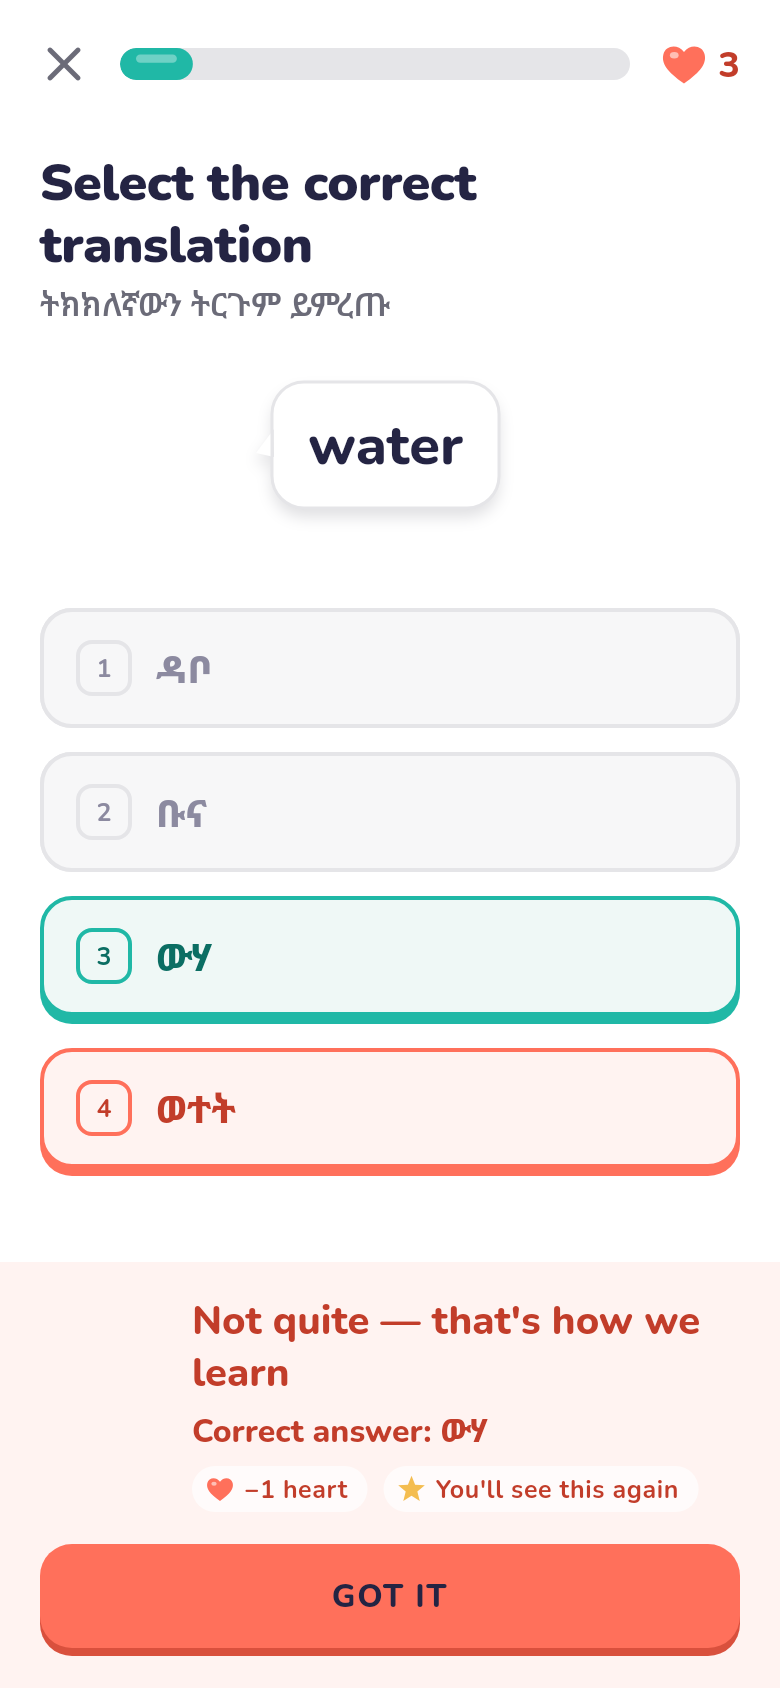 3
Select the correct
translation
ትክክለኛውን ትርጉም ይምረጡ
water
1 ዳቦ
2 ቡና
3 ውሃ
4 ወተት
Not quite — that's how we
learn
Correct answer: ውሃ
−1 heart You'll see this again
GOT IT